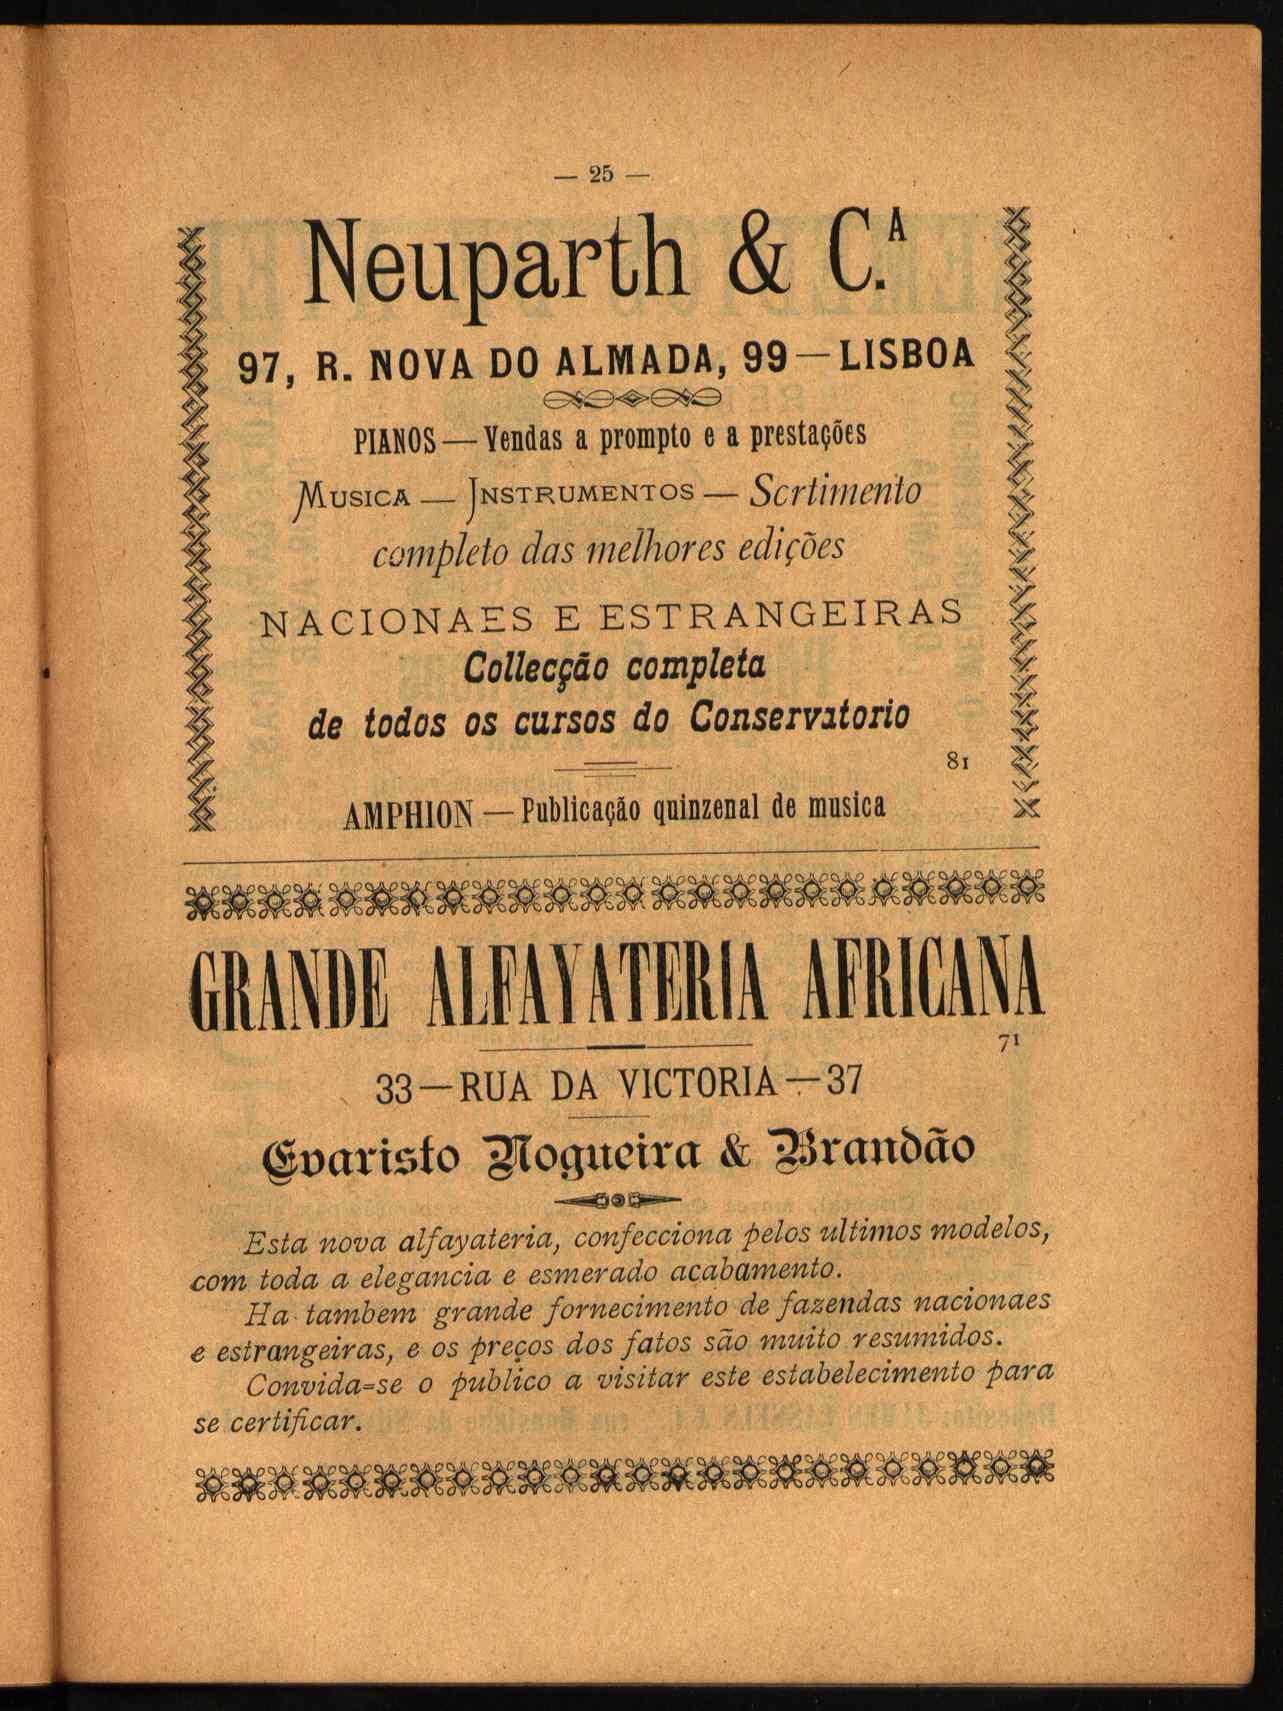 — 25 —
Neuparth & C.A
97, R. NOVA DO ALMADA, 99 — LISBOA
PIANOS — Vendas a prompto e a prestações
MUSICA — INSTRUMENTOS — Scrtimento
completo das melhores edições
NACIONAES E ESTRANGEIRAS
Collecção completa
de todos os cursos do Conservatorio
81
AMPHION — Publicação quinzenal de musica
GRANDE ALFAYATERIA AFRICANA
71
33 — RUA DA VICTORIA — 37
Evaristo Nogueira & Brandão
Esta nova alfayateria, confecciona pelos ultimos modelos,
com toda a elegancia e esmerado acabamento.
Ha tambem grande fornecimento de fazendas nacionaes
e estrangeiras, e os preços dos fatos são muito resumidos.
Convida-se o publico a visitar este estabelecimento para
se certificar.